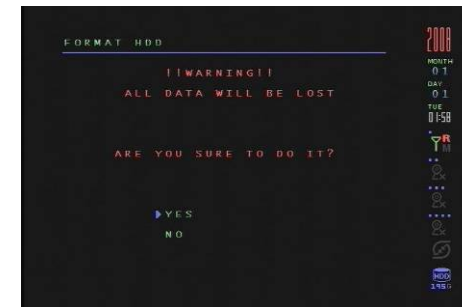 FORMAT HDD
!!WARNING!!
ALL DATA WILL BE LOST
ARE YOU SURE TO DO IT?
YES
NO
2008
MONTH
01
DAY
01
TUE
01:58
R
M
HDD
195G